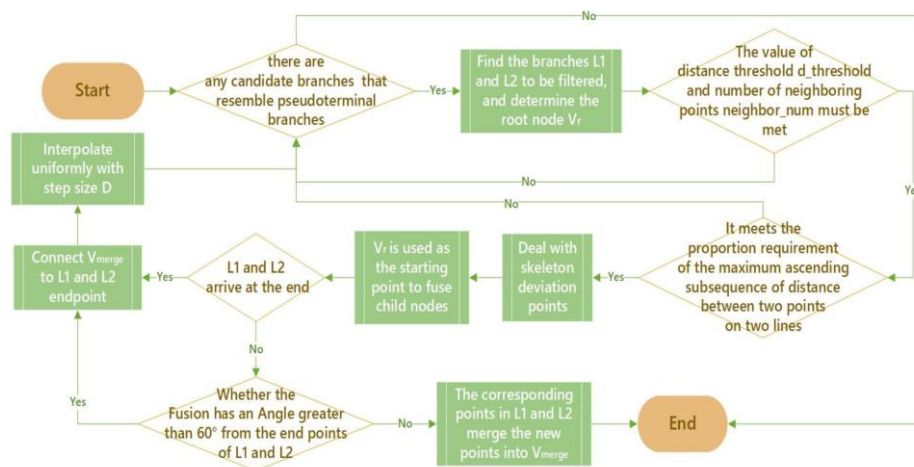 No
there are
any candidate branches that
resemble pseudoterminal
branches
Start
Yes
Find the branches L1
and L2 to be filtered,
and determine the
root node Vr
The value of
distance threshold d_threshold
and number of neighboring
points neighbor_num must be
met
Interpolate
uniformly with
step size D
No
No
It meets the
proportion requirement
of the maximum ascending
subsequence of distance
between two points
on two lines
Yes
Deal with
skeleton
deviation
points
Vr is used as
the starting
point to fuse
child nodes
L1 and L2
arrive at the end
Yes
Connect Vmerge
to L1 and L2
endpoint
No
Whether the
Fusion has an Angle greater
than 60° from the end points
of L1 and L2
Yes
No
The corresponding
points in L1 and L2
merge the new
points into Vmerge
End